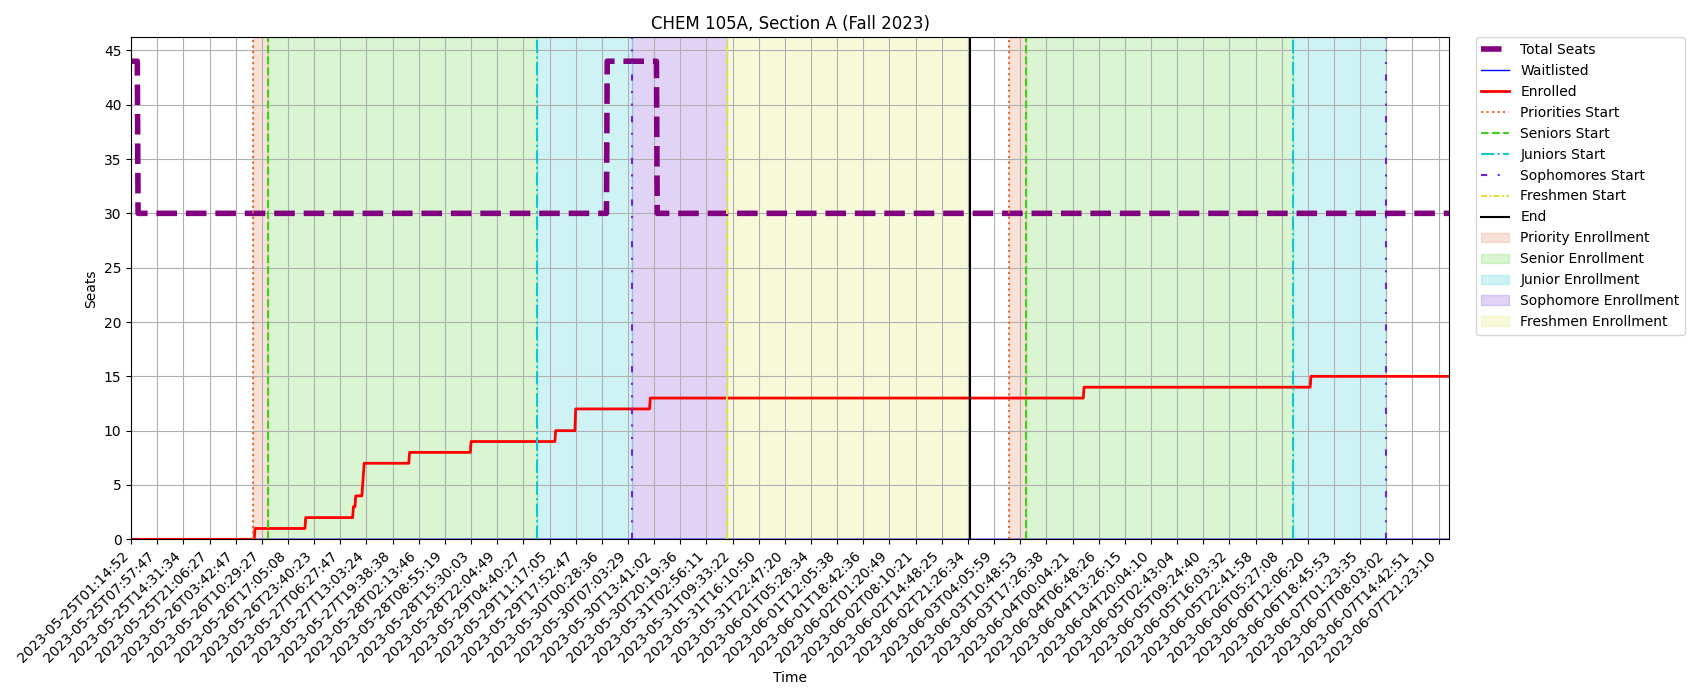 CHEM 105A, Section A (Fall 2023)
45
40
35
30
25
20
15
10
5
0
Seats
2023-05-25T01:14:52
2023-05-25T07:57:47
2023-05-25T14:31:34
2023-05-25T21:06:27
2023-05-26T03:42:47
2023-05-26T10:29:27
2023-05-26T17:05:08
2023-05-26T23:40:23
2023-05-27T06:27:47
2023-05-27T13:03:24
2023-05-27T19:38:38
2023-05-28T02:13:46
2023-05-28T08:55:19
2023-05-28T15:30:03
2023-05-28T22:04:49
2023-05-29T04:40:27
2023-05-29T11:17:05
2023-05-29T17:52:47
2023-05-30T00:28:36
2023-05-30T07:03:29
2023-05-30T13:41:02
2023-05-30T20:19:36
2023-05-31T02:56:11
2023-05-31T09:33:22
2023-05-31T16:10:50
2023-05-31T22:47:20
2023-06-01T05:28:34
2023-06-01T12:05:38
2023-06-01T18:42:36
2023-06-02T01:20:49
2023-06-02T08:10:21
2023-06-02T14:48:25
2023-06-02T21:26:34
2023-06-03T04:05:59
2023-06-03T10:48:53
2023-06-03T17:26:38
2023-06-04T00:04:21
2023-06-04T06:48:26
2023-06-04T13:26:15
2023-06-04T20:04:10
2023-06-05T02:43:04
2023-06-05T09:24:40
2023-06-05T16:03:32
2023-06-05T22:41:58
2023-06-06T05:27:08
2023-06-06T12:06:20
2023-06-06T18:45:53
2023-06-07T01:23:35
2023-06-07T08:03:02
2023-06-07T14:42:51
2023-06-07T21:23:10
Time
Total Seats
Waitlisted
Enrolled
Priorities Start
Seniors Start
Juniors Start
Sophomores Start
Freshmen Start
End
Priority Enrollment
Senior Enrollment
Junior Enrollment
Sophomore Enrollment
Freshmen Enrollment